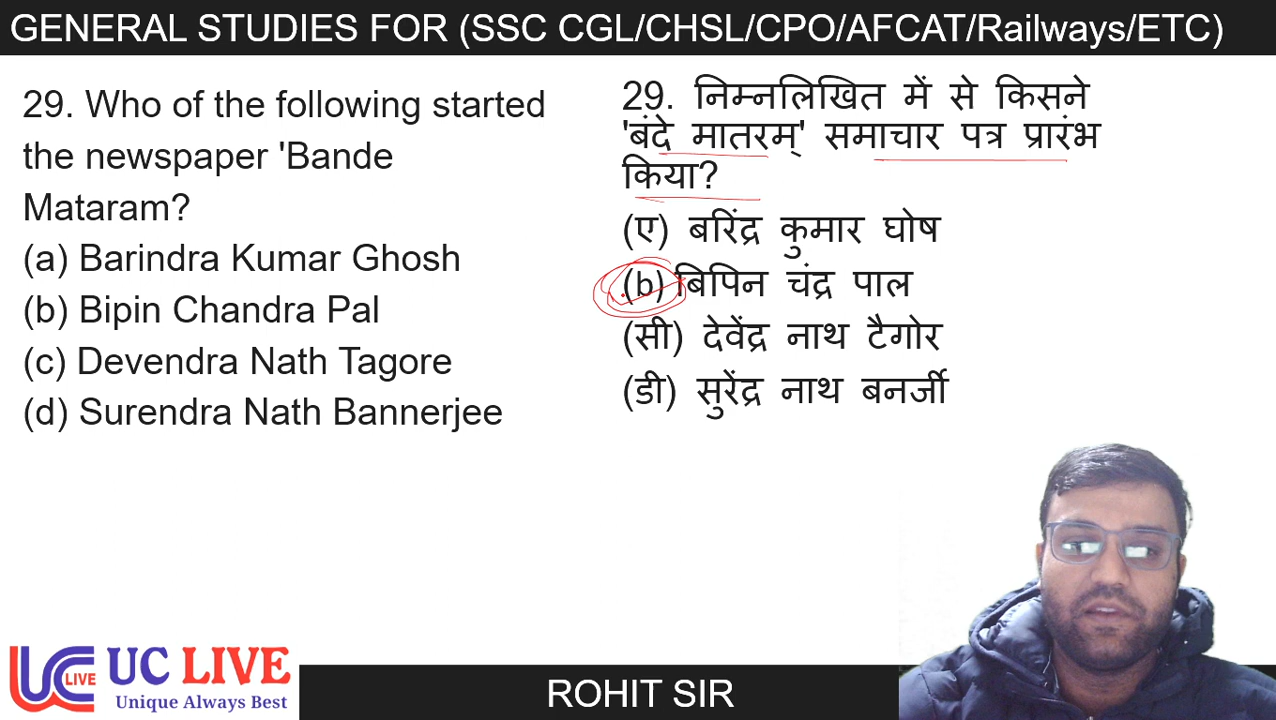 GENERAL STUDIES FOR (SSC CGL/CHSL/CPO/AFCAT/Railways/ETC)
29. Who of the following started
the newspaper 'Bande
Mataram?
(a) Barindra Kumar Ghosh
(b) Bipin Chandra Pal
(c) Devendra Nath Tagore
(d) Surendra Nath Bannerjee
29. निम्नलिखित में से किसने
'बंदे मातरम्' समाचार पत्र प्रारंभ
किया?
(ए) बरिंद्र कुमार घोष
(b) बिपिन चंद्र पाल
(सी) देवेंद्र नाथ टैगोर
(डी) सुरेंद्र नाथ बनर्जी
UC LIVE
LIVE
Unique Always Best
ROHIT SIR